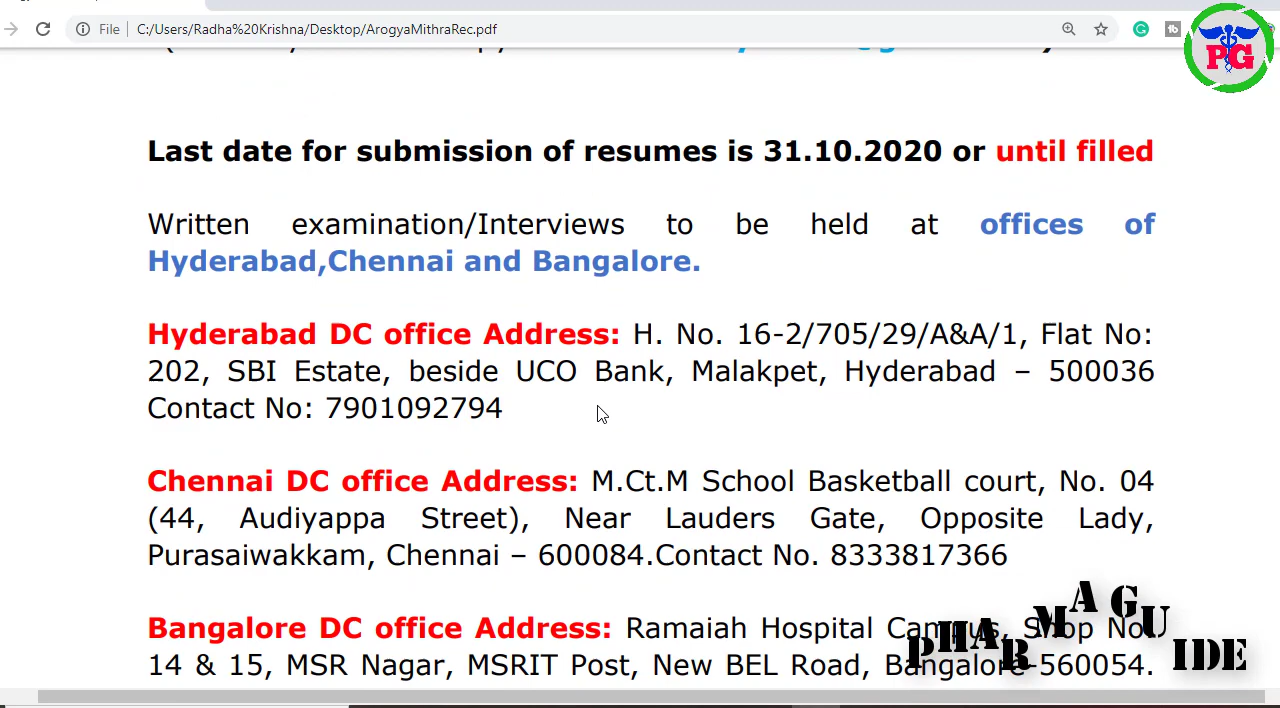 File | C:/Users/Radha%20Krishna/Desktop/ArogyaMithraRec.pdf
PG
Last date for submission of resumes is 31.10.2020 or until filled
Written examination/Interviews to be held at offices of
Hyderabad,Chennai and Bangalore.
Hyderabad DC office Address: H. No. 16-2/705/29/A&A/1, Flat No:
202, SBI Estate, beside UCO Bank, Malakpet, Hyderabad – 500036
Contact No: 7901092794
Chennai DC office Address: M.Ct.M School Basketball court, No. 04
(44, Audiyappa Street), Near Lauders Gate, Opposite Lady,
Purasaiwakkam, Chennai – 600084.Contact No. 8333817366
Bangalore DC office Address: Ramaiah Hospital Campus, Shop No.
14 & 15, MSR Nagar, MSRIT Post, New BEL Road, Bangalore-560054.
PHARMAGUIDE